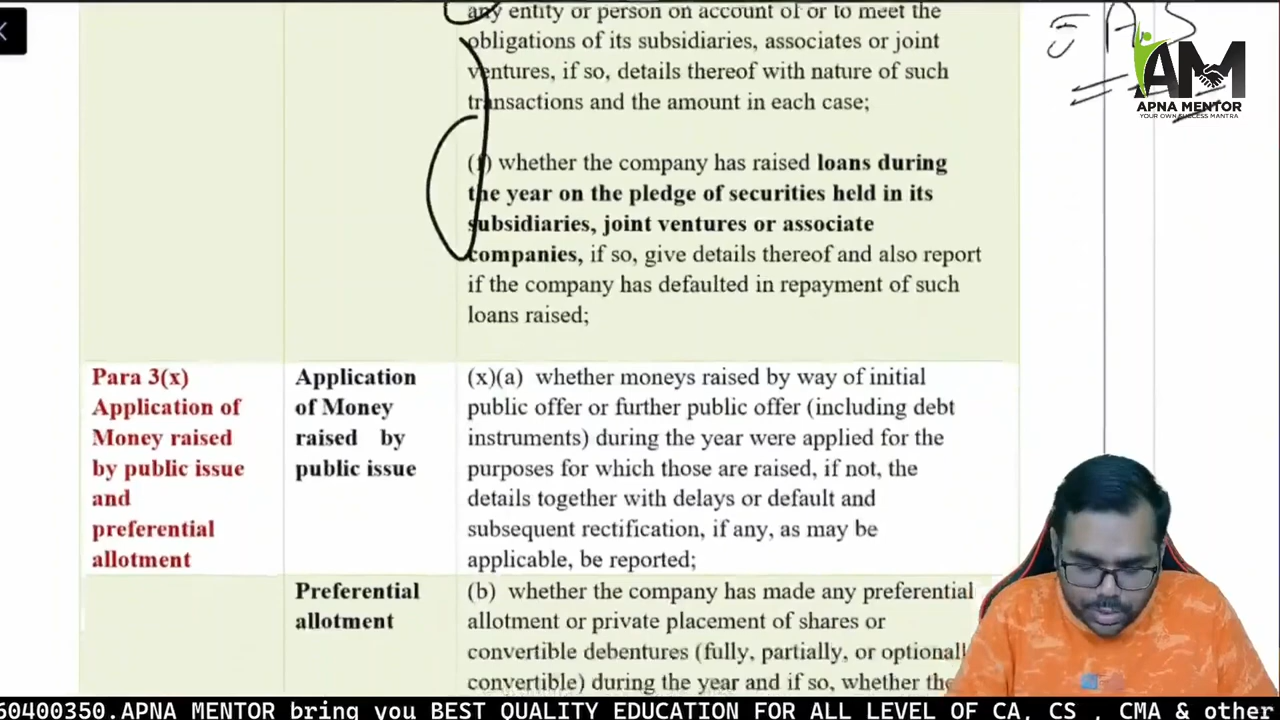 any entity or person on account of or to meet the
obligations of its subsidiaries, associates or joint
ventures, if so, details thereof with nature of such
transactions and the amount in each case;
(f) whether the company has raised loans during
the year on the pledge of securities held in its
subsidiaries, joint ventures or associate
companies, if so, give details thereof and also report
if the company has defaulted in repayment of such
loans raised;
Para 3(x)
Application of
Money raised
by public issue
and
preferential
allotment
Application
of Money
raised by
public issue
(x)(a) whether moneys raised by way of initial
public offer or further public offer (including debt
instruments) during the year were applied for the
purposes for which those are raised, if not, the
details together with delays or default and
subsequent rectification, if any, as may be
applicable, be reported;
Preferential
allotment
(b) whether the company has made any preferential
allotment or private placement of shares or
convertible debentures (fully, partially, or optionall
convertible) during the year and if so, whether the
A.S
AM
APNA MENTOR
YOUR OWN SUCCESS MANTRA
60400350.APNA MENTOR bring you BEST QUALITY EDUCATION FOR ALL LEVEL OF CA, CS , CMA & other